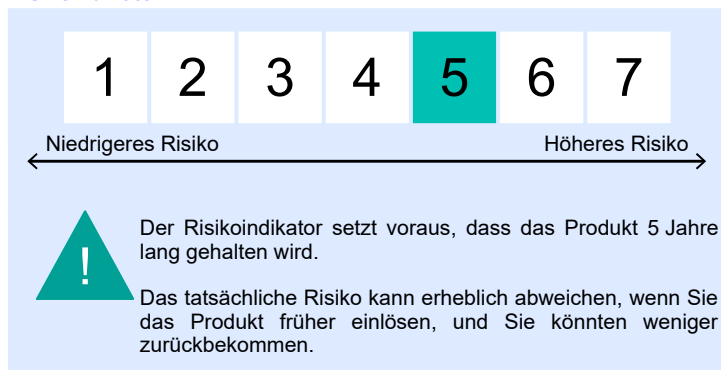 1 2 3 4 5 6 7
Niedrigeres Risiko Höheres Risiko
!
Der Risikoindikator setzt voraus, dass das Produkt 5 Jahre
lang gehalten wird.
Das tatsächliche Risiko kann erheblich abweichen, wenn Sie
das Produkt früher einlösen, und Sie könnten weniger
zurückbekommen.